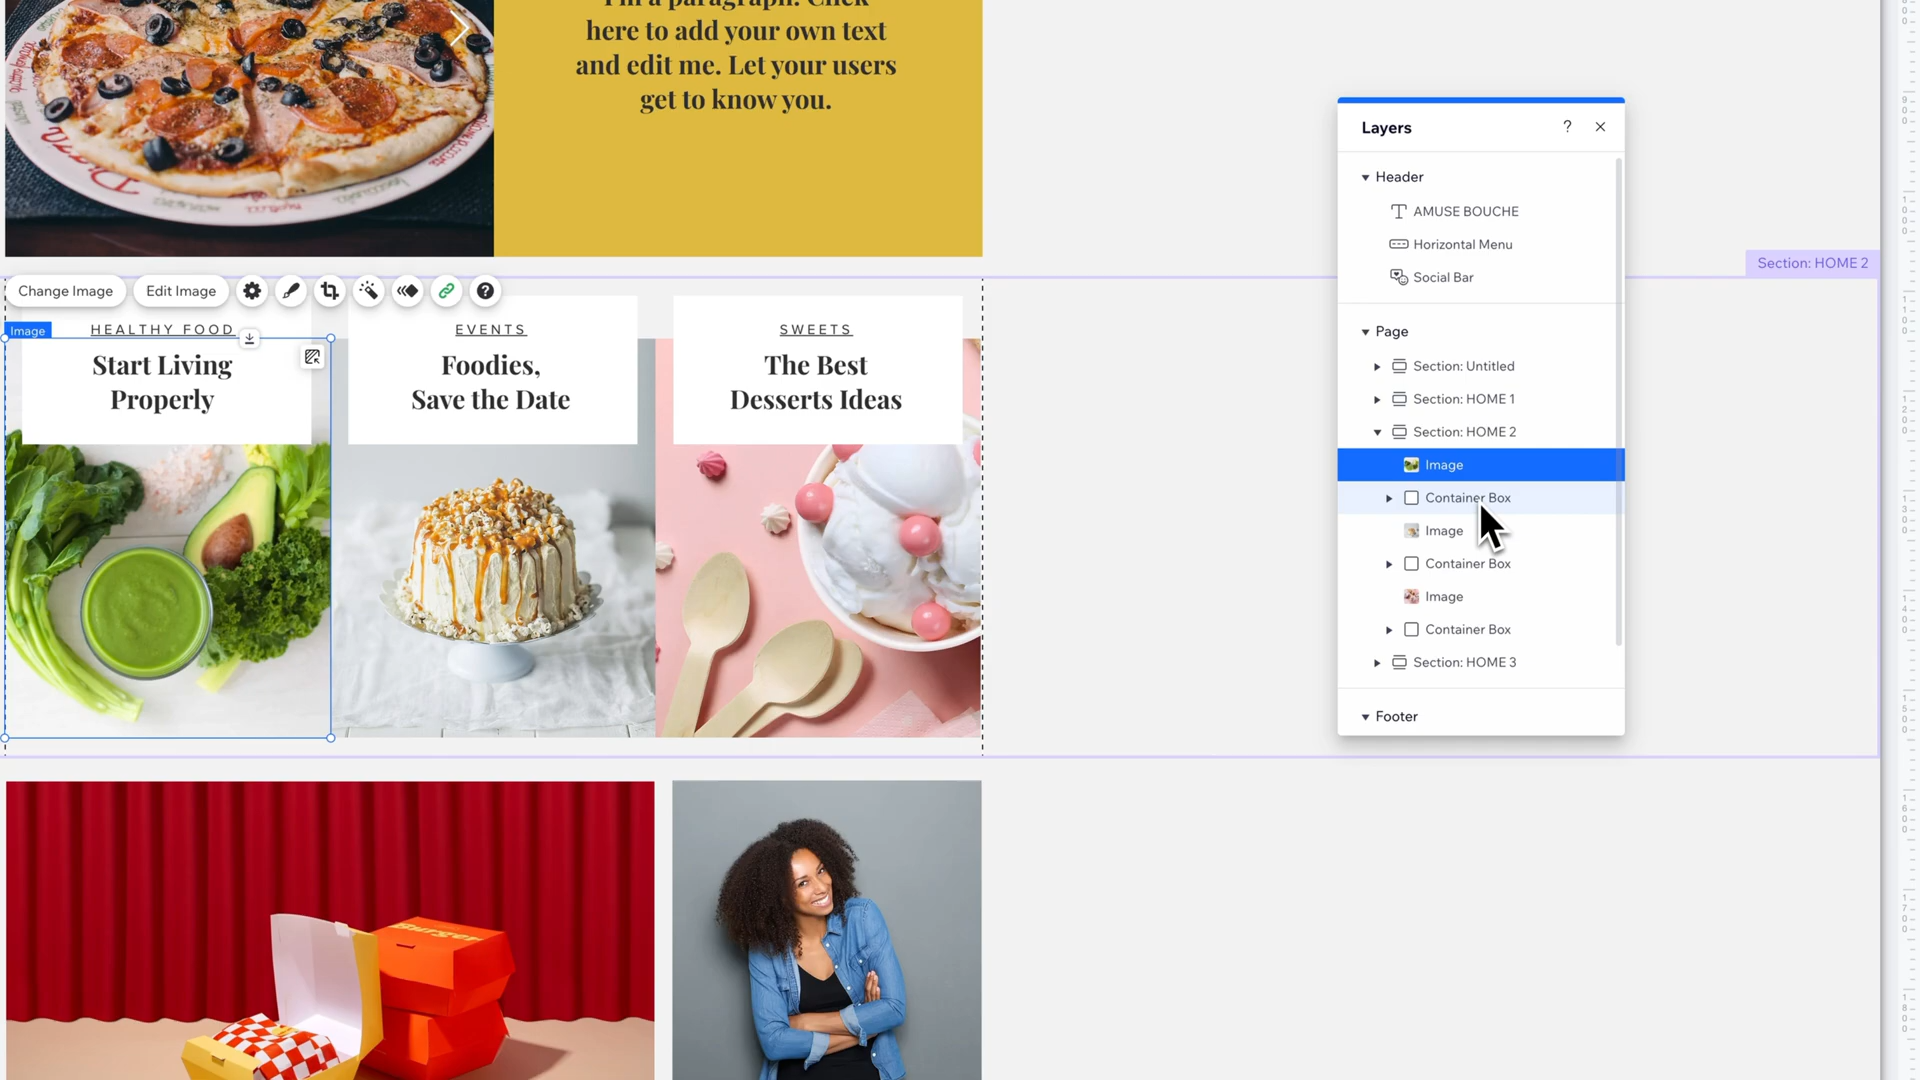 here to add your own text
and edit me. Let your users
get to know you.
Section: HOME 2
Change Image
Edit Image
Image
HEALTHY FOOD
Start Living
Properly
EVENTS
Foodies,
Save the Date
SWEETS
The Best
Desserts Ideas
Burger
Layers
?
Header
AMUSE BOUCHE
Horizontal Menu
Social Bar
Page
Section: Untitled
Section: HOME 1
Section: HOME 2
Image
Container Box
Image
Container Box
Image
Container Box
Section: HOME 3
Footer